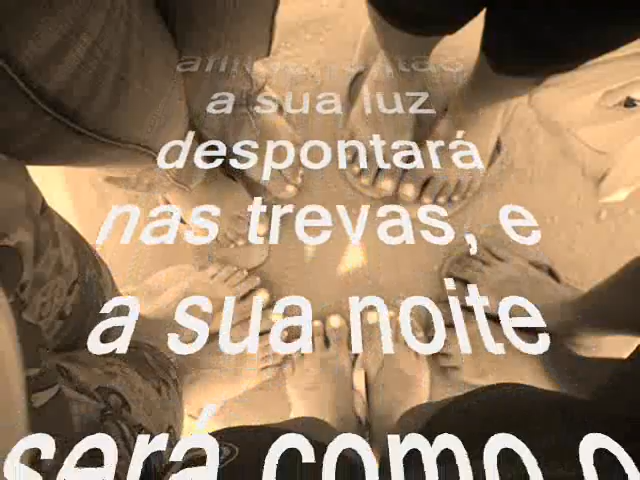 a sua luz
despontará
nas trevas, e
a sua noite
será como o